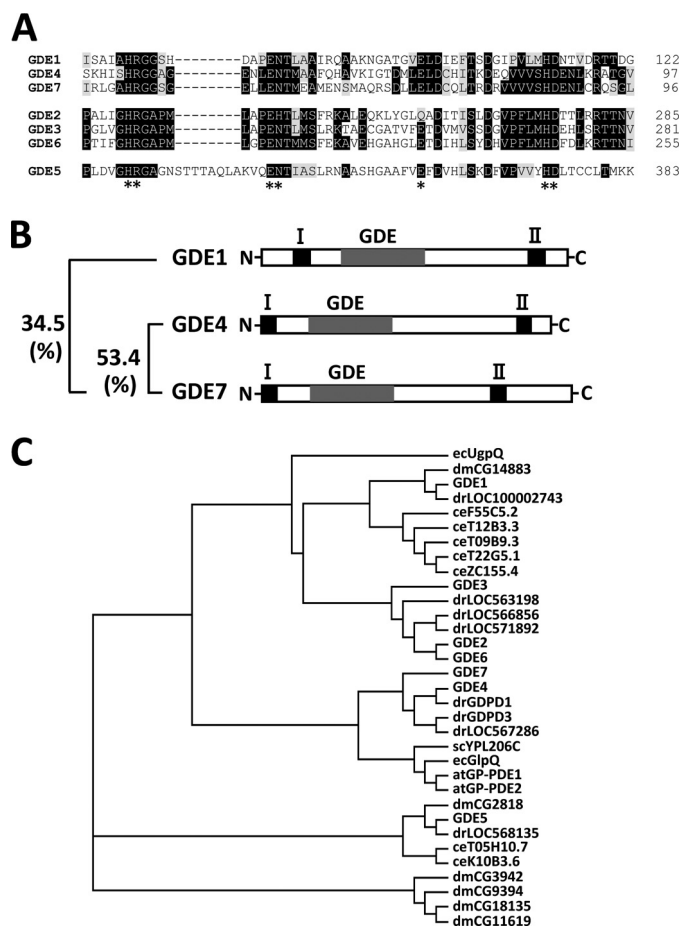 A
GDE1 ISAIAHRGGSH--------DAPENTLAAIRQAAKNGATGVELDIEFTSDGIPVLMHDNTVDRTTDG 122
GDE4 SKHISHRGGAG--------ENLENTMAAFQHAVKIGTDMLELDCHITKDEQVVVSHDENLKRATGV 97
GDE7 IRLGAHRGGSG--------ERLENTMEAMENSMAQRSDLLELDCQLTRDRVVVVSHDENLCRQSGL 96
GDE2 PALIGHRGAPM--------LAPEHTLMSFRKALEQKLYGLQADITISLDGVPFLMHDTTLRRTTNV 285
GDE3 PGLVGHRGAPM--------LAPENTLMSLRKTAECGATVFETDVMVSSDGVPFLMHDEHLSRTTNV 281
GDE6 PTIFGHRGAPM--------LGPENTMMSFEKAVEHGAHGLETDIHLSYDHVPFLMHDFDLRRTTNI 255
GDE5 PLDVGHRGAGNSTTTAQLAKVQENTIASLRNAASHGAAFVEFDVHLSKDFVPVVYHDLTCCLTMKK 383
** ** * **
B
I GDE II
GDE1 N C
34.5 (%)
I GDE II
GDE4 N C
53.4 (%)
I GDE II
GDE7 N C
C
ecUgpQ
dmCG14883
GDE1
drLOC100002743
ceF55C5.2
ceT12B3.3
ceT09B9.3
ceT22G5.1
ceZC155.4
GDE3
drLOC563198
drLOC566856
drLOC571892
GDE2
GDE6
GDE7
GDE4
drGDPD1
drGDPD3
drLOC567286
scYPL206C
ecGlpQ
atGP-PDE1
atGP-PDE2
dmCG2818
GDE5
drLOC568135
ceT05H10.7
ceK10B3.6
dmCG3942
dmCG9394
dmCG18135
dmCG11619